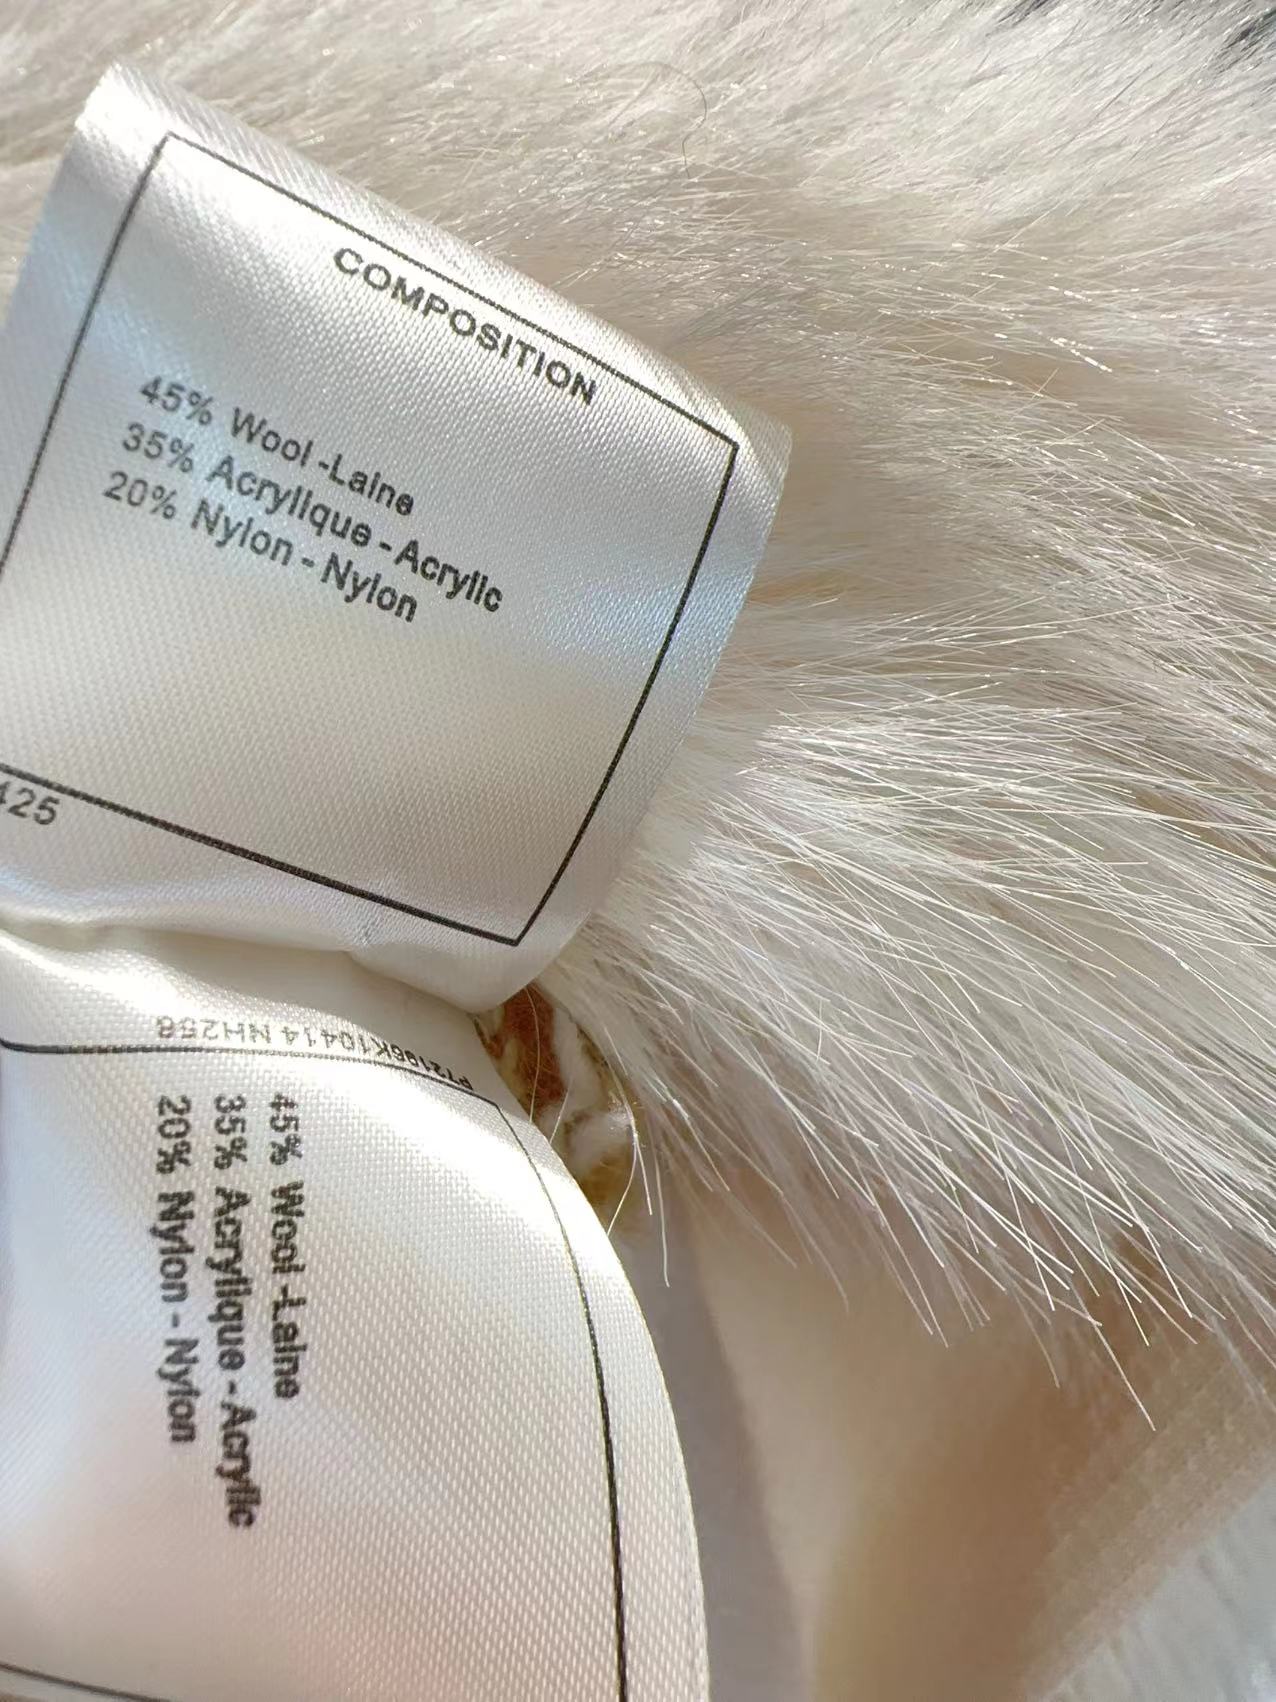 COMPOSITION
45% Wool -Laine
35% Acrylique - Acrylic
20% Nylon - Nylon
425
P72196K10414 NH258
45% Wool -Laine
35% Acrylique - Acrylic
20% Nylon - Nylon